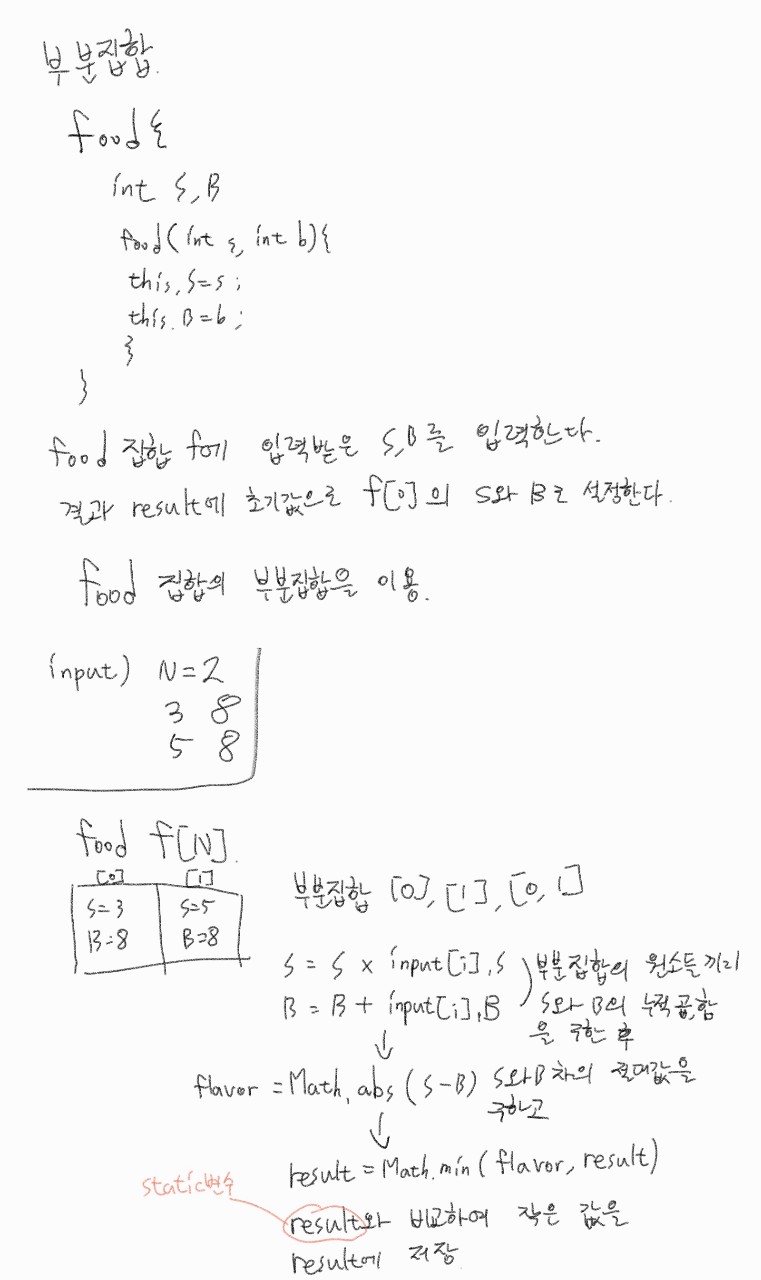 부분집합.
food {
int S, B
food(int s, int b){
this.S=s;
this.B=b;
}
}
food 집합 f에 입력받은 S,B를 입력한다.
결과 result에 초기값으로 f[0]의 S와 B로 설정한다.
food 집합의 부분집합을 이용.
input) N=2
3 8
5 8
food f[N].
[0] [1]
S=3 S=5
B=8 B=8
부분집합 [0], [1], [0, 1]
S = S × input[i].S
B = B + input[i].B
부분집합의 원소들끼리
S와 B의 누적곱,합
을 구한 후
flavor = Math.abs(S-B) S와B 차의 절대값을
구하고
result = Math.min(flavor, result)
static변수
result와 비교하여 작은 값을
result에 저장